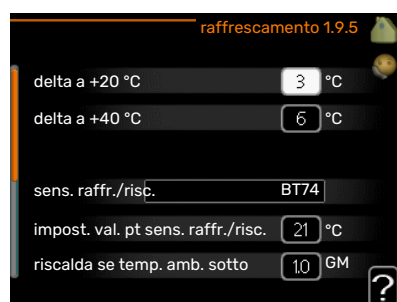 raffrescamento 1.9.5
delta a +20 °C 3 °C
delta a +40 °C 6 °C
sens. raffr./risc. BT74
impost. val. pt sens. raffr./risc. 21 °C
riscalda se temp. amb. sotto 1.0 GM
?